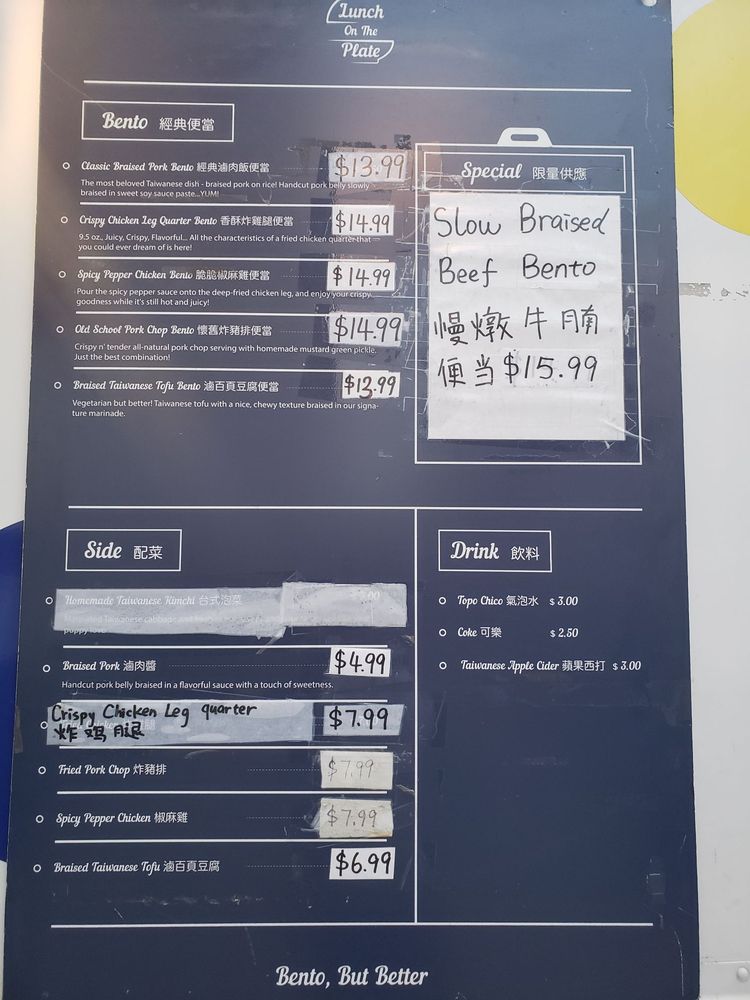 Lunch
On The
Plate
Bento 經典便當
Classic Braised Pork Bento 經典滷肉飯便當 $13.99
The most beloved Taiwanese dish - braised pork on rice! Handcut pork belly slowly
braised in sweet soy sauce paste...YUM!
Crispy Chicken Leg Quarter Bento 香酥炸雞腿便當 $14.99
9.5 oz., Juicy, Crispy, Flavorful... All the characteristics of a fried chicken quarter that
you could ever dream of is here!
Spicy Pepper Chicken Bento 脆脆椒麻雞便當 $14.99
Pour the spicy pepper sauce onto the deep-fried chicken leg, and enjoy your crispy
goodness while it's still hot and juicy!
Old School Pork Chop Bento 懷舊炸豬排便當 $14.99
Crispy n' tender all-natural pork chop serving with homemade mustard green pickle.
Just the best combination!
Braised Taiwanese Tofu Bento 滷百頁豆腐便當 $13.99
Vegetarian but better! Taiwanese tofu with a nice, chewy texture braised in our signa-
ture marinade.
Special 限量供應
Slow Braised
Beef Bento
慢燉牛腩
便当 $15.99
Side 配菜
Homemade Taiwanese Kimchi 台式泡菜
Braised Pork 滷肉醬 $4.99
Handcut pork belly braised in a flavorful sauce with a touch of sweetness.
Crispy Chicken Leg quarter $7.99
炸鸡腿
Fried Pork Chop 炸豬排 $7.99
Spicy Pepper Chicken 椒麻雞 $7.99
Braised Taiwanese Tofu 滷百頁豆腐 $6.99
Drink 飲料
Topo Chico 氣泡水 $ 3.00
Coke 可樂 $ 2.50
Taiwanese Apple Cider 蘋果西打 $ 3.00
Bento, But Better